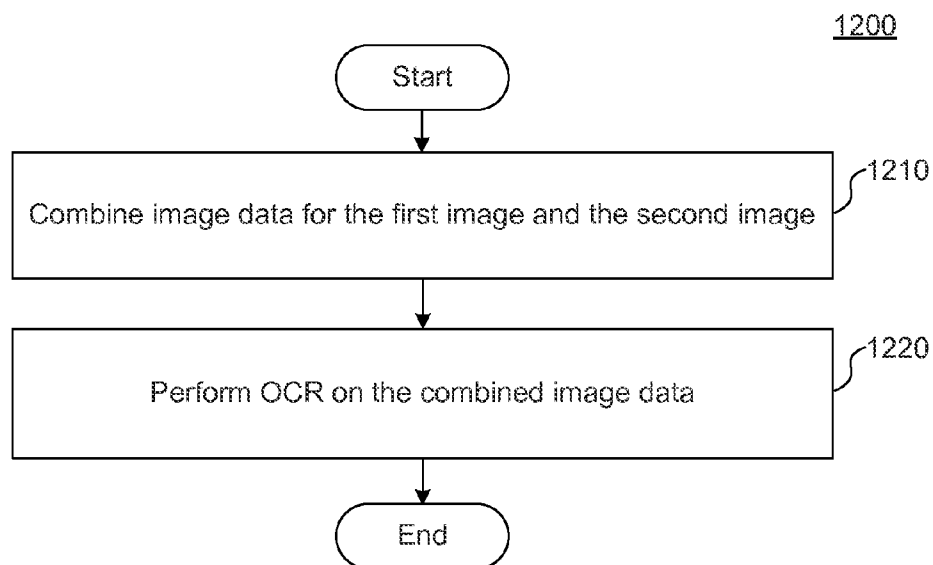 1200
Start
1210
Combine image data for the first image and the second image
1220
Perform OCR on the combined image data
End